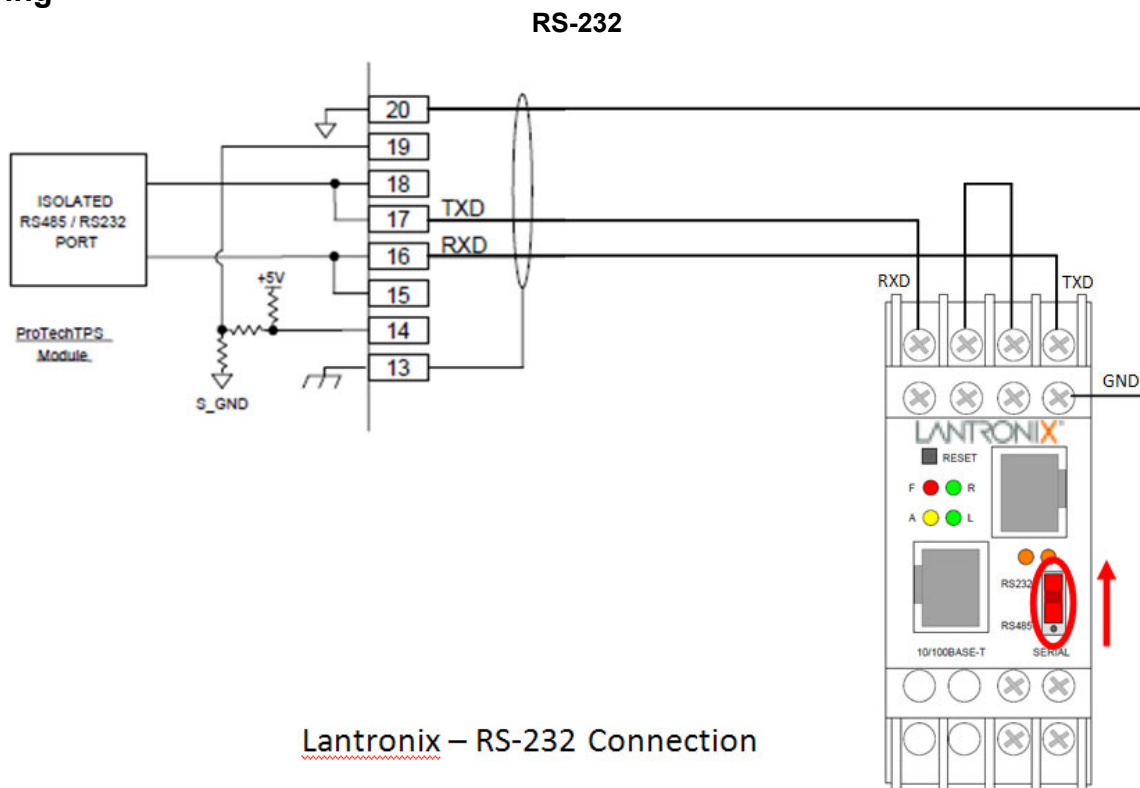 RS-232
20
19
18
17
16
15
14
13
TXD
RXD
ISOLATED
RS485 / RS232
PORT
+5V
ProTechTPS
Module
S_GND
RXD
TXD
GND
LANTRONIX®
RESET
F
R
A
L
RS232
RS485
10/100BASE-T
SERIAL
Lantronix – RS-232 Connection